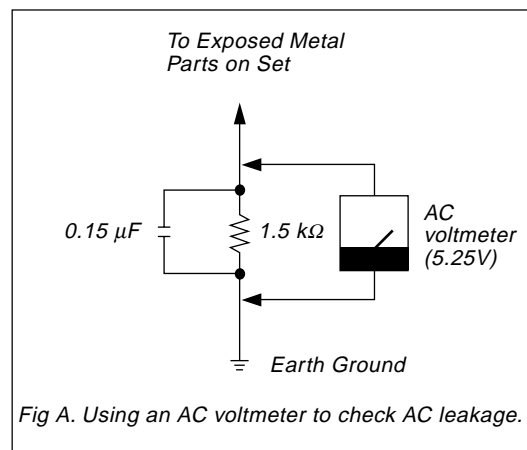 To Exposed Metal
Parts on Set
0.15 μF
1.5 kΩ
AC
voltmeter
(5.25V)
Earth Ground
Fig A. Using an AC voltmeter to check AC leakage.